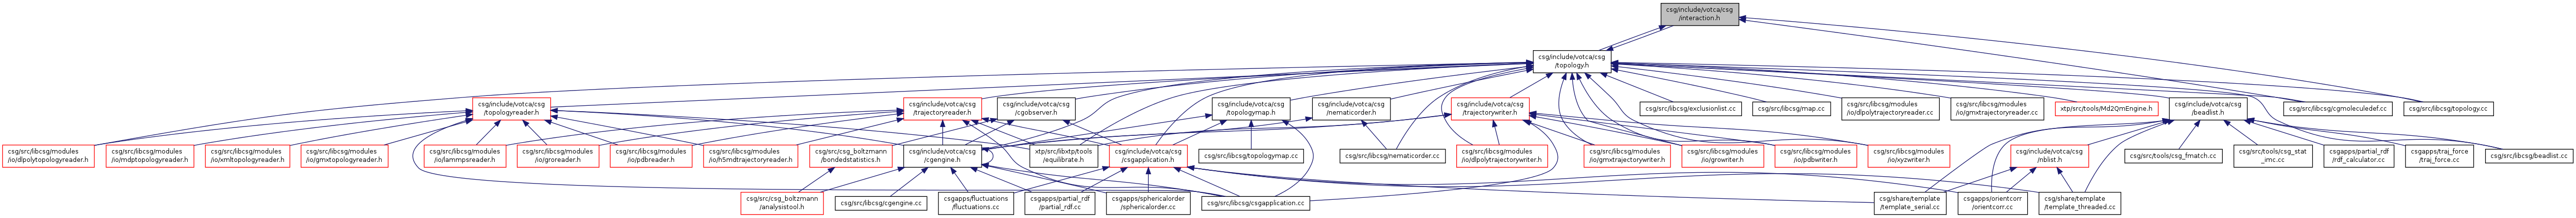 csg/include/votca/csg
/interaction.h
csg/include/votca/csg
/topology.h
csg/include/votca/csg
/topologyreader.h
csg/include/votca/csg
/trajectoryreader.h
csg/include/votca/csg
/cgobserver.h
csg/include/votca/csg
/topologymap.h
csg/include/votca/csg
/nematicorder.h
csg/include/votca/csg
/trajectorywriter.h
csg/src/libcsg/exclusionlist.cc
csg/src/libcsg/map.cc
csg/src/libcsg/modules
/io/dlpolytrajectoryreader.cc
csg/src/libcsg/modules
/io/gmxtrajectoryreader.cc
xtp/src/tools/Md2QmEngine.h
csg/include/votca/csg
/beadlist.h
csg/src/libcsg/cgmoleculedef.cc
csg/src/libcsg/topology.cc
csg/src/libcsg/modules
/io/dlpolytopologyreader.h
csg/src/libcsg/modules
/io/mdptopologyreader.h
csg/src/libcsg/modules
/io/xmltopologyreader.h
csg/src/libcsg/modules
/io/gmxtopologyreader.h
csg/src/libcsg/modules
/io/lammpsreader.h
csg/src/libcsg/modules
/io/groreader.h
csg/src/libcsg/modules
/io/pdbreader.h
csg/src/libcsg/modules
/io/h5mdtrajectoryreader.h
csg/src/csg_boltzmann
/bondedstatistics.h
csg/include/votca/csg
/cgengine.h
xtp/src/libxtp/tools
/equilibrate.h
csg/include/votca/csg
/csgapplication.h
csg/src/libcsg/topologymap.cc
csg/src/libcsg/nematicorder.cc
csg/src/libcsg/modules
/io/dlpolytrajectorywriter.h
csg/src/libcsg/modules
/io/gmxtrajectorywriter.h
csg/src/libcsg/modules
/io/growriter.h
csg/src/libcsg/modules
/io/pdbwriter.h
csg/src/libcsg/modules
/io/xyzwriter.h
csg/include/votca/csg
/nblist.h
csg/src/tools/csg_fmatch.cc
csg/src/tools/csg_stat
_imc.cc
csgapps/partial_rdf
/rdf_calculator.cc
csgapps/traj_force
/traj_force.cc
csg/src/libcsg/beadlist.cc
csg/src/csg_boltzmann
/analysistool.h
csg/src/libcsg/cgengine.cc
csgapps/fluctuations
/fluctuations.cc
csgapps/partial_rdf
/partial_rdf.cc
csgapps/sphericalorder
/sphericalorder.cc
csg/src/libcsg/csgapplication.cc
csg/share/template
/template_serial.cc
csgapps/orientcorr
/orientcorr.cc
csg/share/template
/template_threaded.cc